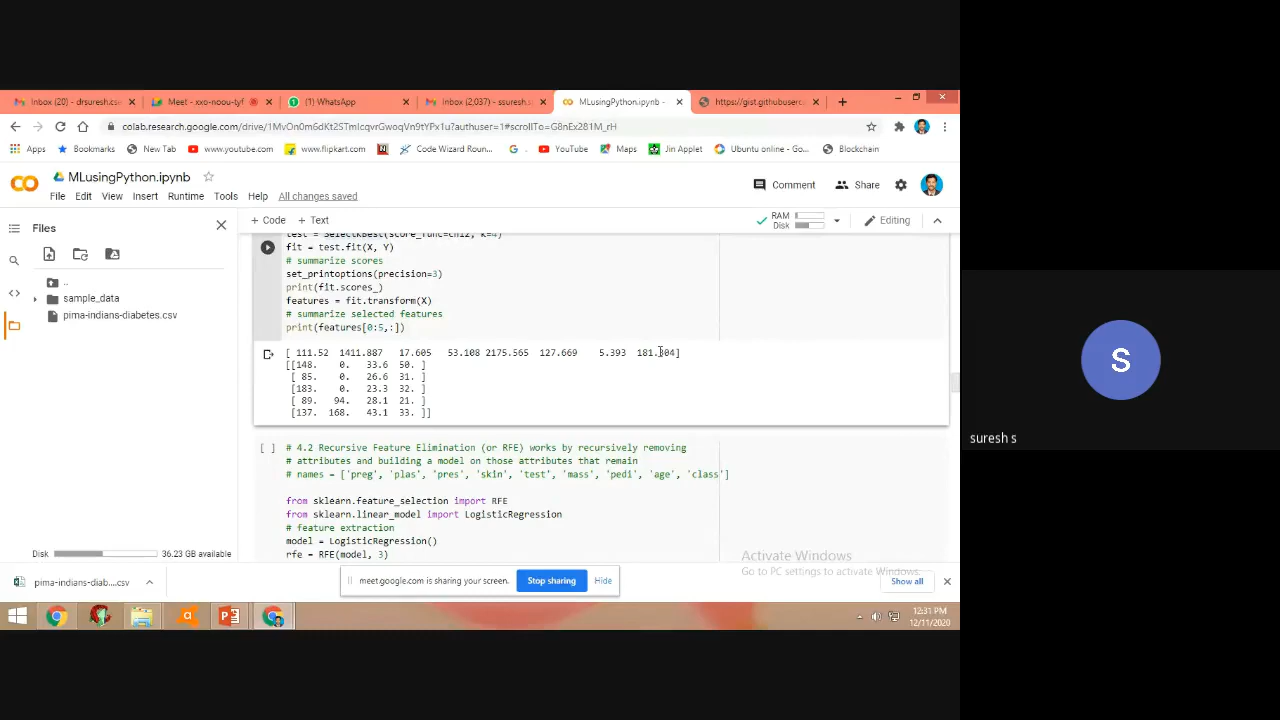 Inbox (20) - drsuresh.cse
Meet - xxo-noou-tyf
(1) WhatsApp
Inbox (2,037) - ssuresh.s
MLusingPython.ipynb -
https://gist.githubuserc
colab.research.google.com/drive/1MvOn0m6dKt2STmIcqvrGwoqVn9tYPx1u?authuser=1#scrollTo=G8nEx281M_rH
Apps
Bookmarks
New Tab
www.youtube.com
www.flipkart.com
Code Wizard Roun...
YouTube
Maps
Jin Applet
Ubuntu online - Go...
Blockchain
MLusingPython.ipynb
File Edit View Insert Runtime Tools Help All changes saved
Comment
Share
Files
+ Code + Text
RAM
Disk
Editing
..
sample_data
pima-indians-diabetes.csv
test = SelectKBest(score_func=chi2, k=4)
fit = test.fit(X, Y)
# summarize scores
set_printoptions(precision=3)
print(fit.scores_)
features = fit.transform(X)
# summarize selected features
print(features[0:5,:])
[ 111.52 1411.887 17.605 53.108 2175.565 127.669 5.393 181.304]
[[148. 0. 33.6 50. ]
[ 85. 0. 26.6 31. ]
[183. 0. 23.3 32. ]
[ 89. 94. 28.1 21. ]
[137. 168. 43.1 33. ]]
[ ]
# 4.2 Recursive Feature Elimination (or RFE) works by recursively removing
# attributes and building a model on those attributes that remain
# names = ['preg', 'plas', 'pres', 'skin', 'test', 'mass', 'pedi', 'age', 'class']
from sklearn.feature_selection import RFE
from sklearn.linear_model import LogisticRegression
# feature extraction
model = LogisticRegression()
rfe = RFE(model, 3)
Disk
36.23 GB available
Activate Windows
Go to PC settings to activate Windows.
pima-indians-diab....csv
meet.google.com is sharing your screen.
Stop sharing
Hide
Show all
12:31 PM
12/11/2020
S
suresh s